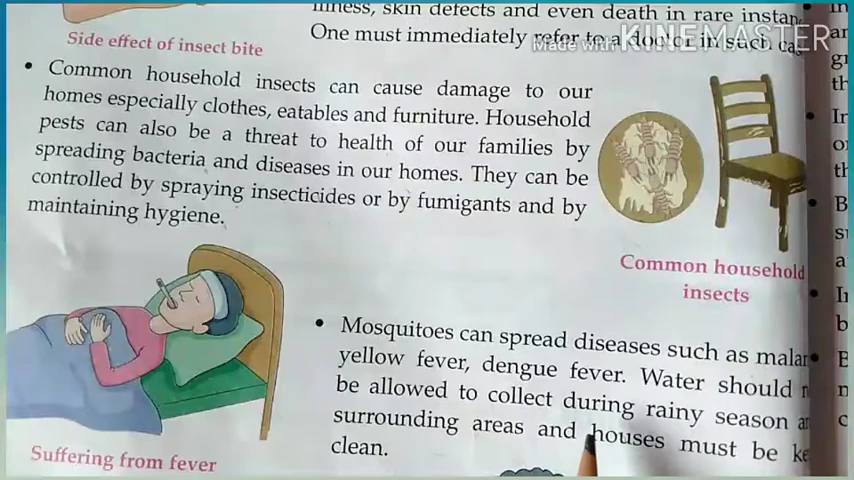 illness, skin defects and even death in rare instan
One must immediately refer to a doctor in such cas
Made with KINEMASTER
Side effect of insect bite
• Common household insects can cause damage to our
homes especially clothes, eatables and furniture. Household
pests can also be a threat to health of our families by
spreading bacteria and diseases in our homes. They can be
controlled by spraying insecticides or by fumigants and by
maintaining hygiene.
Common household
insects
• Mosquitoes can spread diseases such as malar
yellow fever, dengue fever. Water should n
be allowed to collect during rainy season an
surrounding areas and houses must be ke
clean.
Suffering from fever